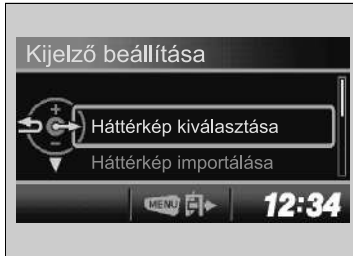 Kijelző beállítása
Háttérkép kiválasztása
Háttérkép importálása
MENU
12:34